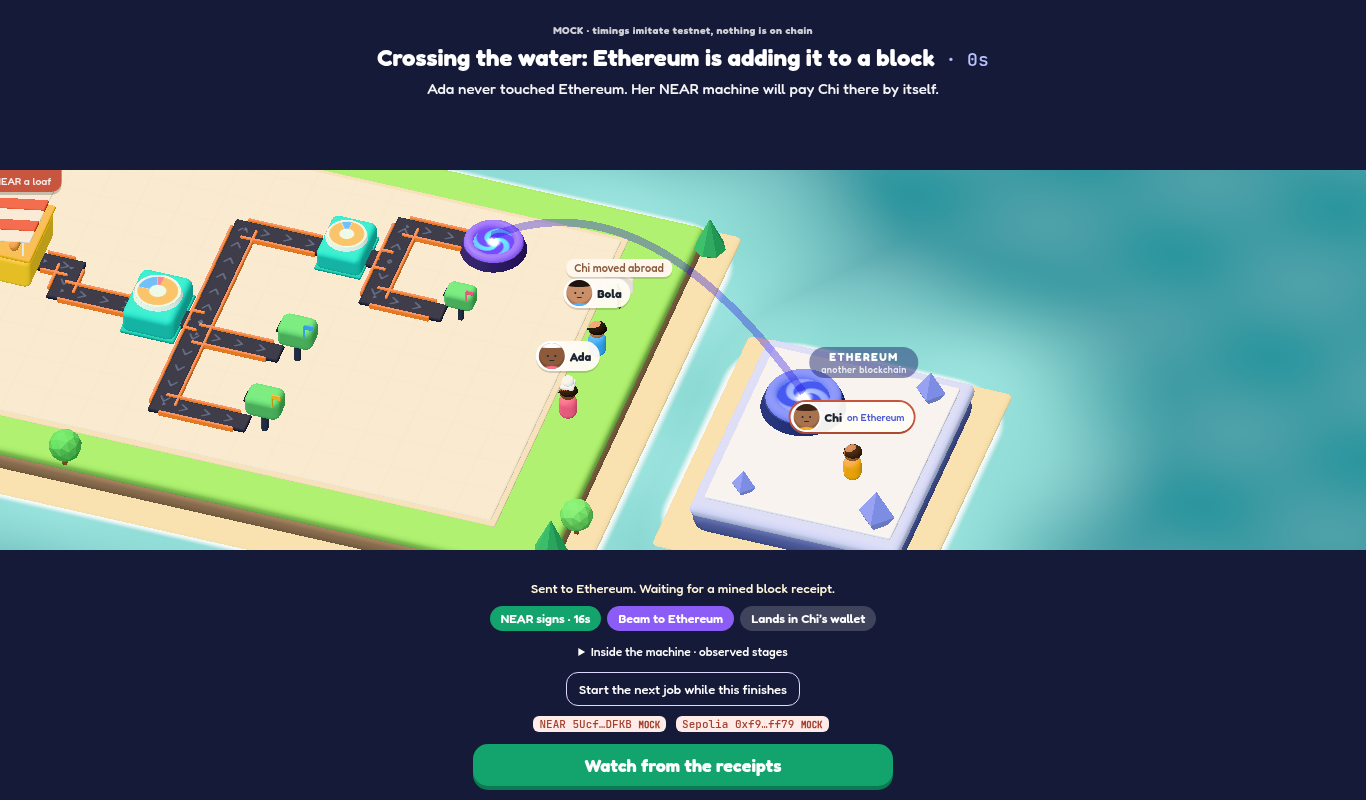 MOCK · timings imitate testnet, nothing is on chain
Crossing the water: Ethereum is adding it to a block · 0s
Ada never touched Ethereum. Her NEAR machine will pay Chi there by itself.
NEAR a loaf
Chi moved abroad
Bola
Ada
ETHEREUM
another blockchain
Chi on Ethereum
Sent to Ethereum. Waiting for a mined block receipt.
NEAR signs · 16s
Beam to Ethereum
Lands in Chi's wallet
▶ Inside the machine · observed stages
Start the next job while this finishes
NEAR 5Ucf…DFKB MOCK
Sepolia 0xf9…ff79 MOCK
Watch from the receipts